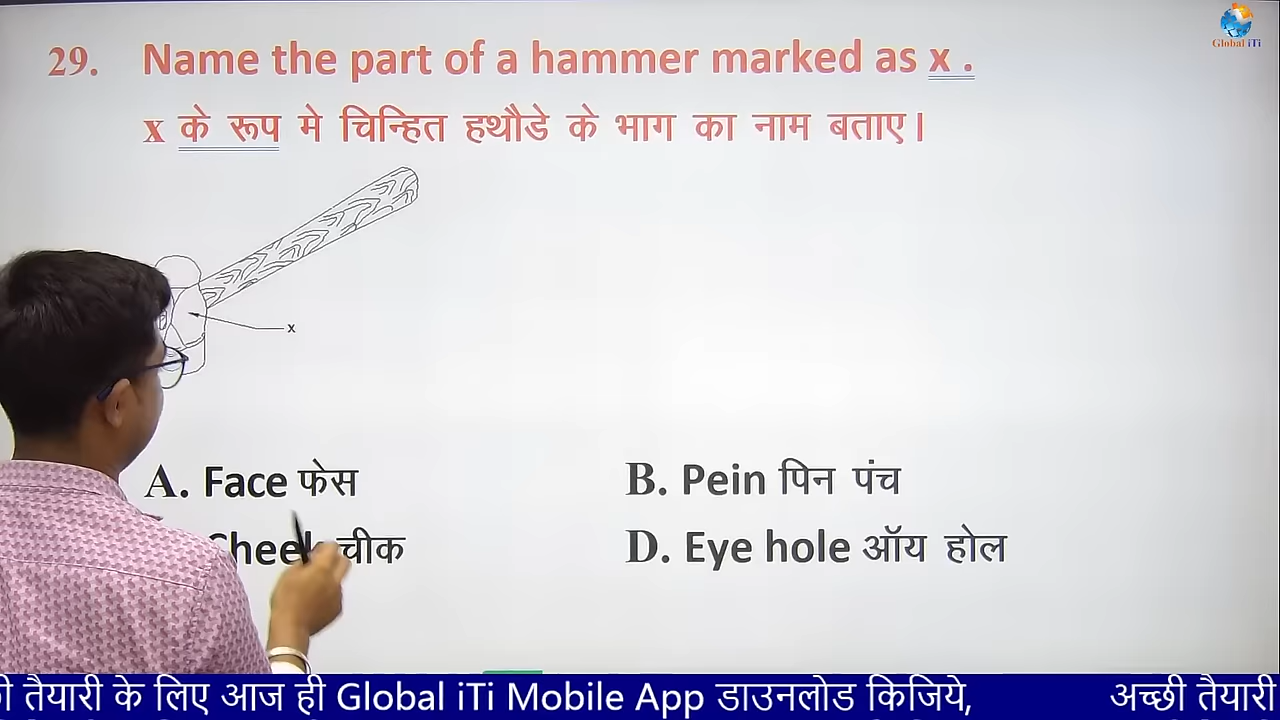 Global iTi
29. Name the part of a hammer marked as x .
x के रूप मे चिन्हित हथौडे के भाग का नाम बताए।
x
A. Face फेस
B. Pein पिन पंच
Cheek चीक
D. Eye hole ऑय होल
तैयारी के लिए आज ही Global iTi Mobile App डाउनलोड किजिये, अच्छी तैयारी